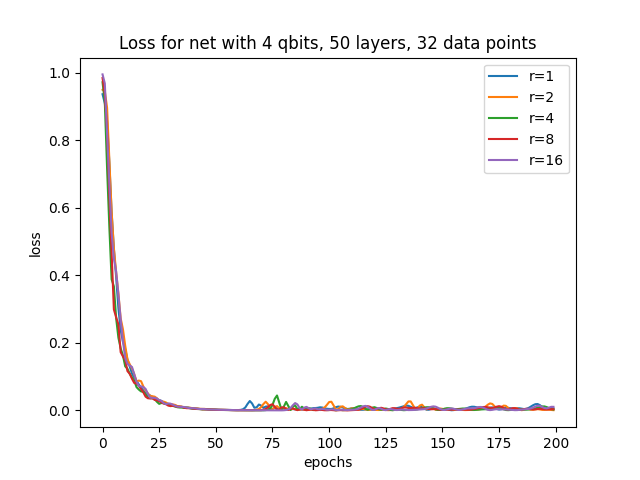 Loss for net with 4 qbits, 50 layers, 32 data points
1.0
0.8
0.6
0.4
0.2
0.0
loss
r=1
r=2
r=4
r=8
r=16
0 25 50 75 100 125 150 175 200
epochs